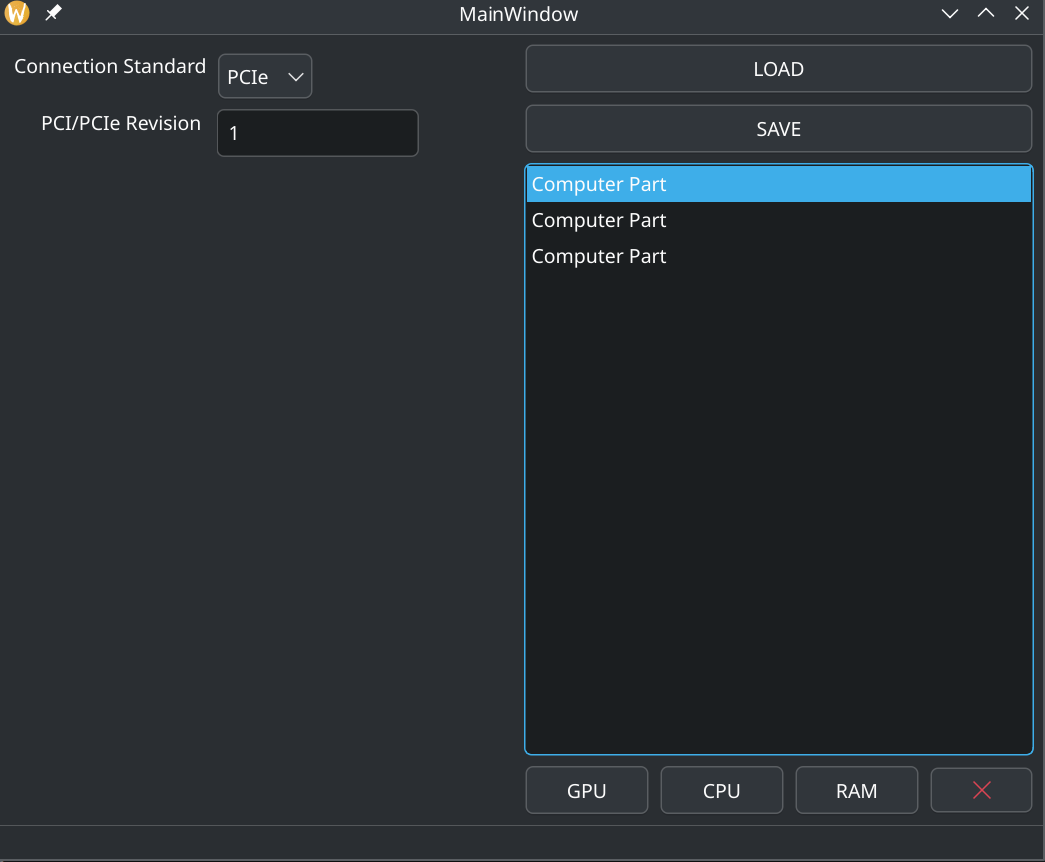 MainWindow
Connection Standard
PCIe
PCI/PCIe Revision
1
LOAD
SAVE
Computer Part
Computer Part
Computer Part
GPU
CPU
RAM